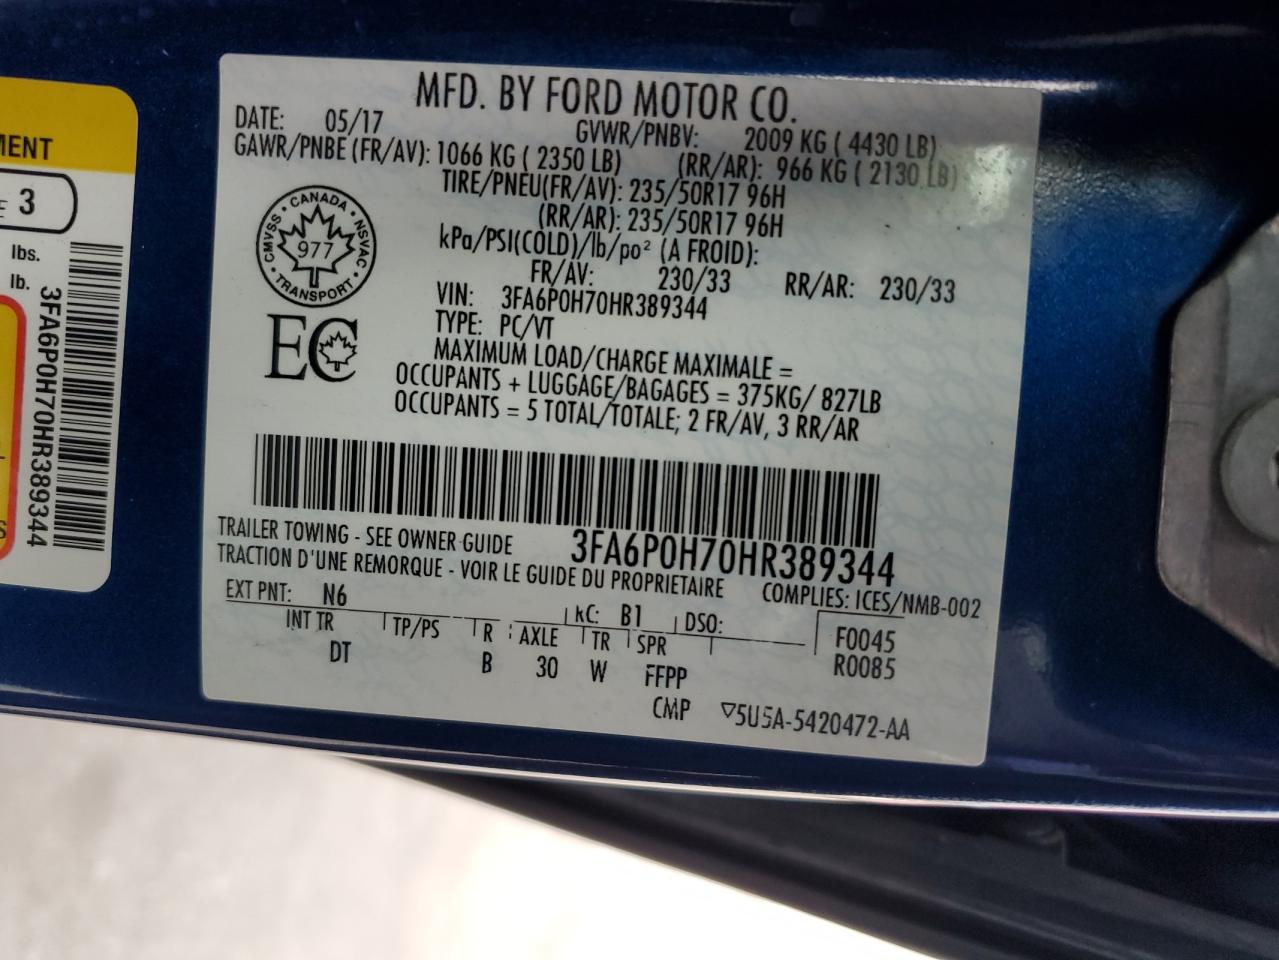 MENT
3
lbs.
lb.
3FA6P0H70HR389344
MFD. BY FORD MOTOR CO.
DATE: 05/17 GVWR/PNBV: 2009 KG ( 4430 LB)
GAWR/PNBE (FR/AV): 1066 KG ( 2350 LB) (RR/AR): 966 KG ( 2130 LB)
TIRE/PNEU(FR/AV): 235/50R17 96H
(RR/AR): 235/50R17 96H
kPa/PSI(COLD)/lb/po² (A FROID):
FR/AV: 230/33 RR/AR: 230/33
CANADA
CMVSS NSVAC
977
TRANSPORT
EC
VIN: 3FA6P0H70HR389344
TYPE: PC/VT
MAXIMUM LOAD/CHARGE MAXIMALE =
OCCUPANTS + LUGGAGE/BAGAGES = 375KG/ 827LB
OCCUPANTS = 5 TOTAL/TOTALE; 2 FR/AV, 3 RR/AR
TRAILER TOWING - SEE OWNER GUIDE 3FA6P0H70HR389344
TRACTION D'UNE REMORQUE - VOIR LE GUIDE DU PROPRIETAIRE COMPLIES: ICES/NMB-002
EXT PNT: N6 kC: B1 DSO:
INT TR TP/PS R AXLE TR SPR F0045
DT B 30 W FFPP R0085
CMP ▽5U5A-5420472-AA